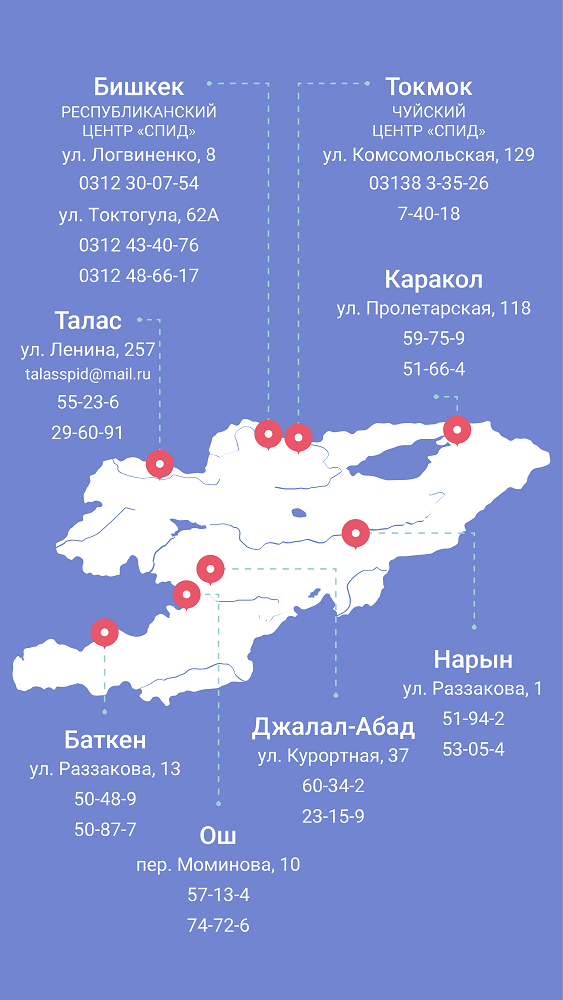 Бишкек
РЕСПУБЛИКАНСКИЙ
ЦЕНТР «СПИД»
ул. Логвиненко, 8
0312 30-07-54
ул. Токтогула, 62А
0312 43-40-76
0312 48-66-17
Токмок
ЧУЙСКИЙ
ЦЕНТР «СПИД»
ул. Комсомольская, 129
03138 3-35-26
7-40-18
Каракол
ул. Пролетарская, 118
59-75-9
51-66-4
Талас
ул. Ленина, 257
talasspid@mail.ru
55-23-6
29-60-91
Нарын
ул. Раззакова, 1
51-94-2
53-05-4
Джалал-Абад
ул. Курортная, 37
60-34-2
23-15-9
Баткен
ул. Раззакова, 13
50-48-9
50-87-7
Ош
пер. Моминова, 10
57-13-4
74-72-6